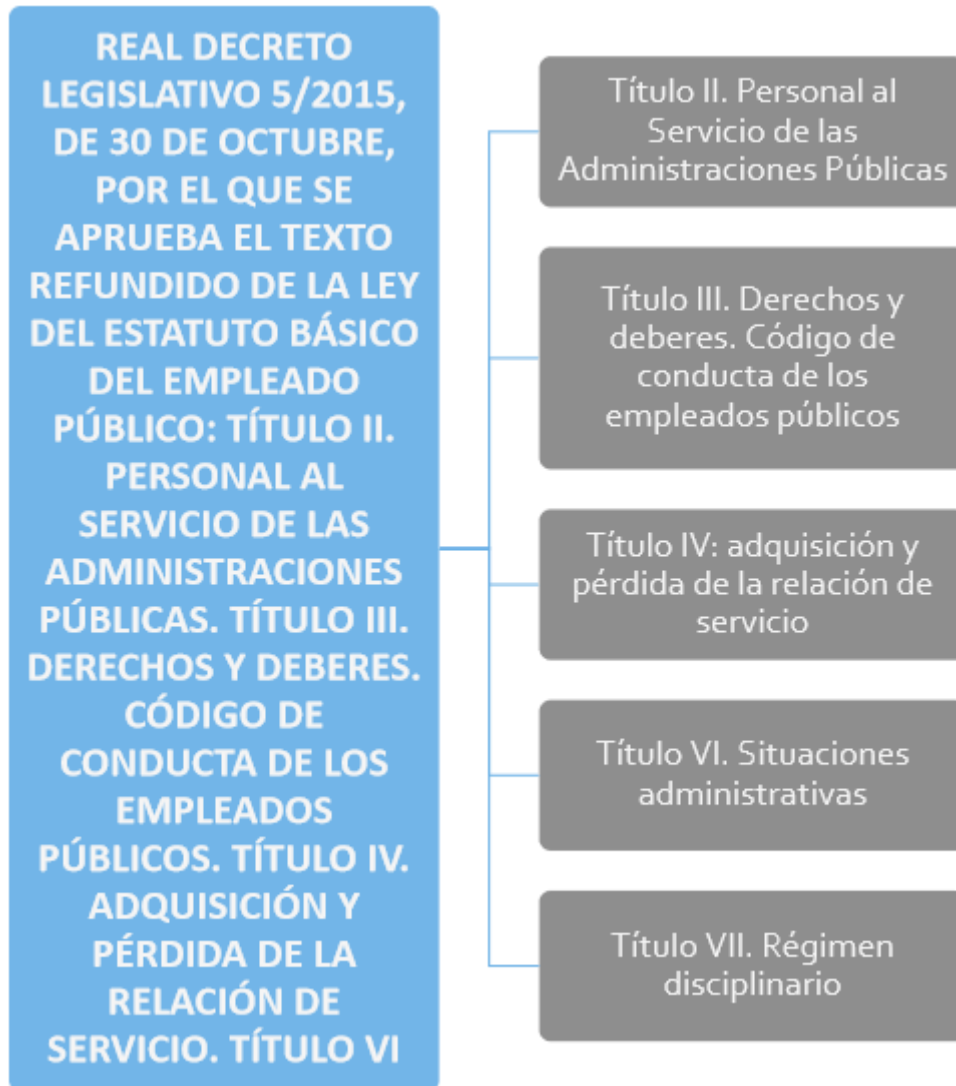 REAL DECRETO
LEGISLATIVO 5/2015,
DE 30 DE OCTUBRE,
POR EL QUE SE
APRUEBA EL TEXTO
REFUNDIDO DE LA LEY
DEL ESTATUTO BÁSICO
DEL EMPLEADO
PÚBLICO: TÍTULO II.
PERSONAL AL
SERVICIO DE LAS
ADMINISTRACIONES
PÚBLICAS. TÍTULO III.
DERECHOS Y DEBERES.
CÓDIGO DE
CONDUCTA DE LOS
EMPLEADOS
PÚBLICOS. TÍTULO IV.
ADQUISICIÓN Y
PÉRDIDA DE LA
RELACIÓN DE
SERVICIO. TÍTULO VI
Título II. Personal al
Servicio de las
Administraciones Públicas
Título III. Derechos y
deberes. Código de
conducta de los
empleados públicos
Título IV: adquisición y
pérdida de la relación de
servicio
Título VI. Situaciones
administrativas
Título VII. Régimen
disciplinario